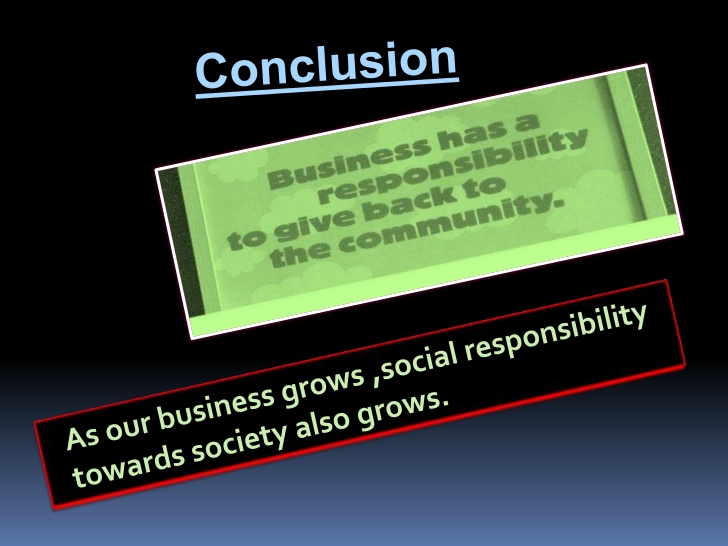 Conclusion
Business has a
responsibility
to give back to
the community.
As our business grows ,social responsibility
towards society also grows.